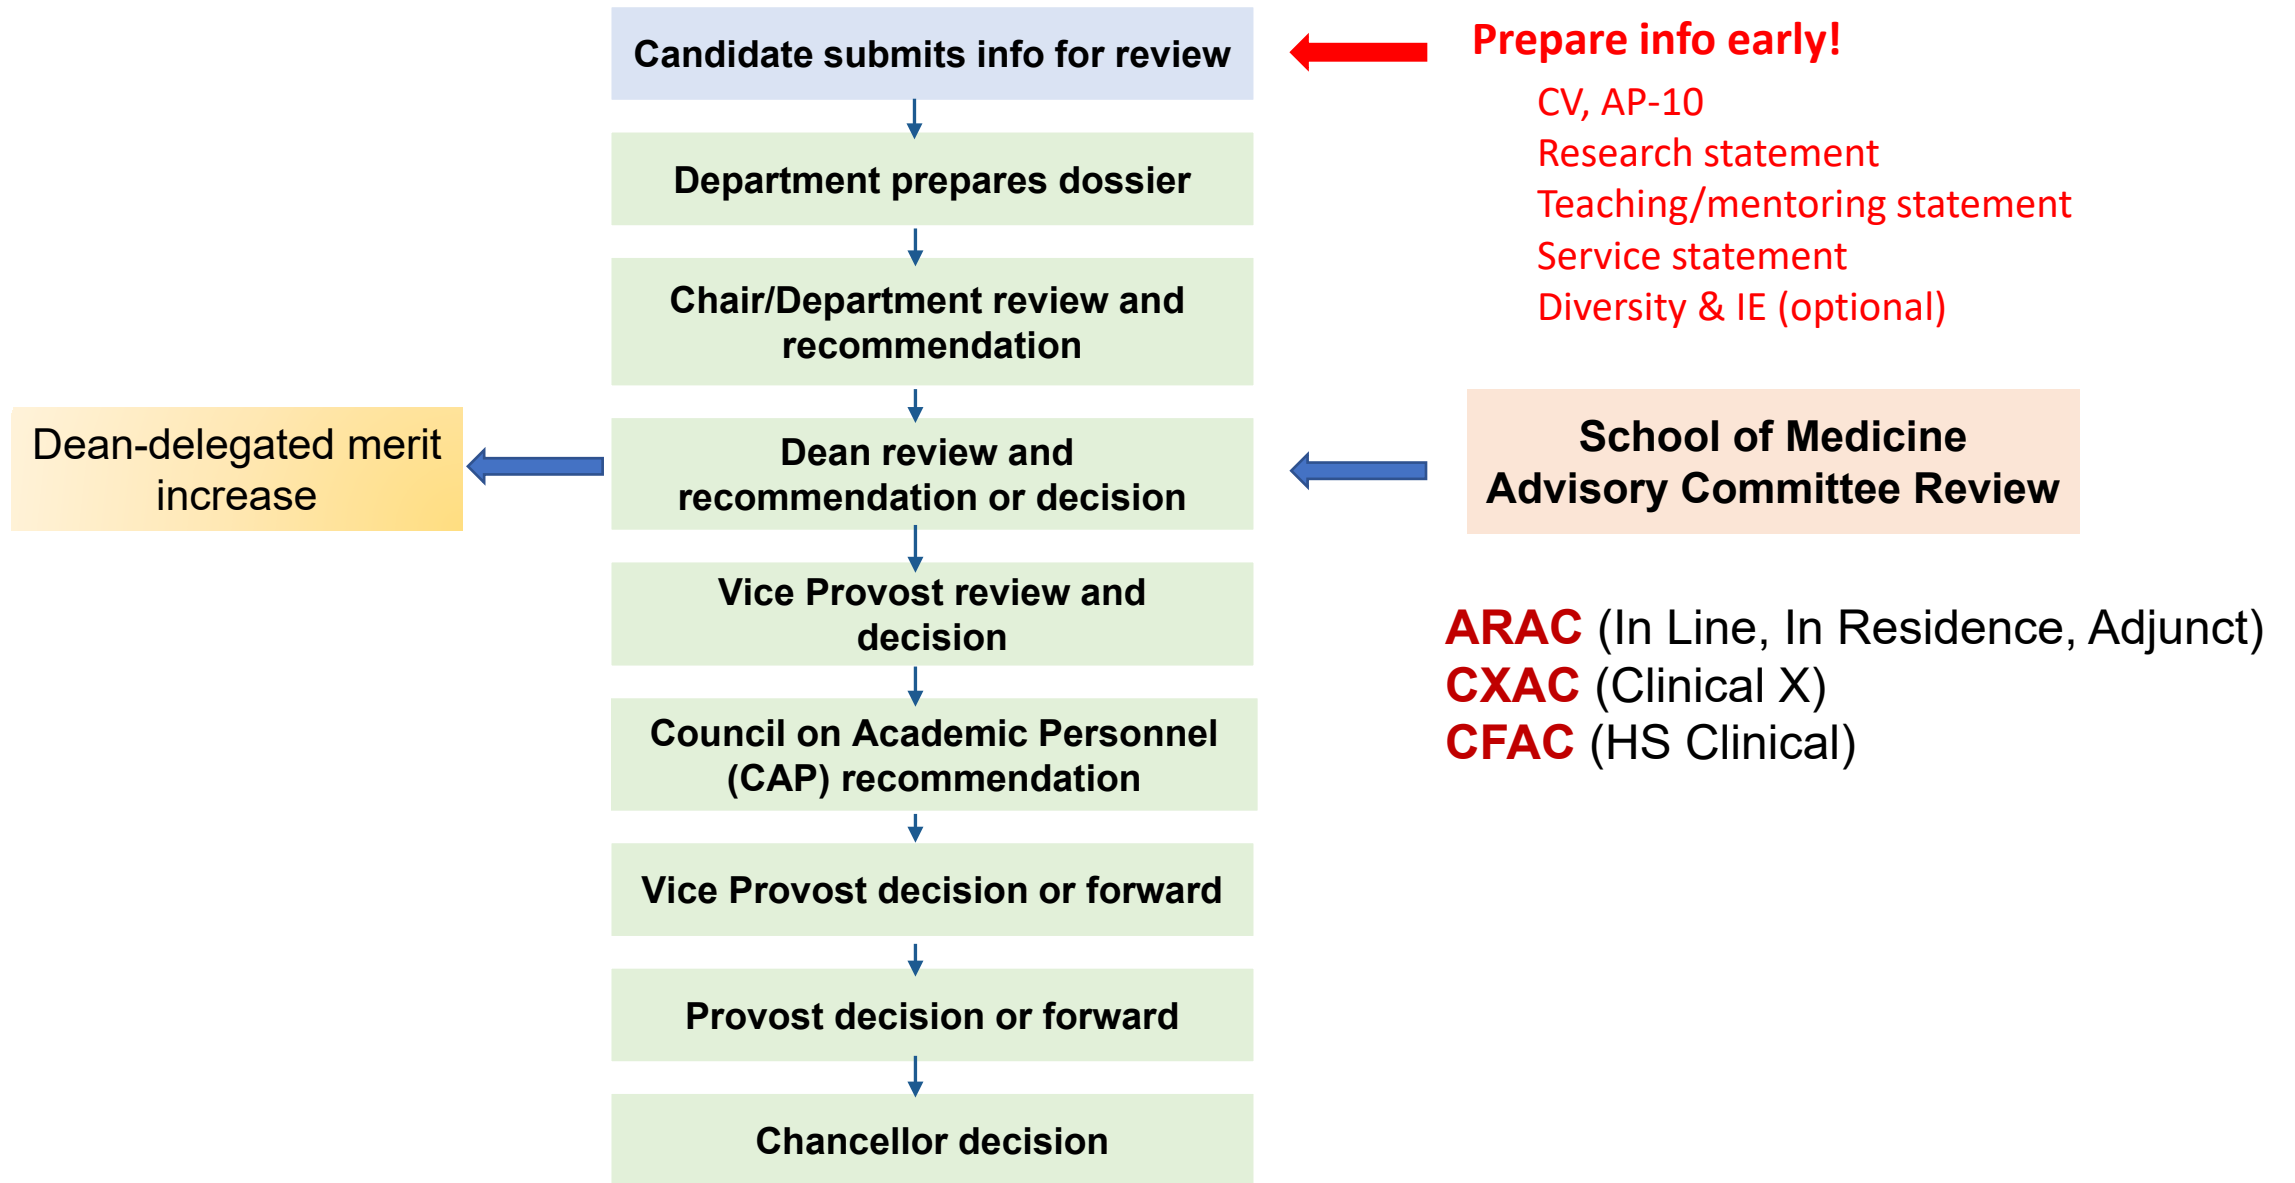 Candidate submits info for review
Prepare info early!
CV, AP-10
Research statement
Teaching/mentoring statement
Service statement
Diversity & IE (optional)
Department prepares dossier
Chair/Department review and
recommendation
Dean-delegated merit
increase
Dean review and
recommendation or decision
School of Medicine
Advisory Committee Review
Vice Provost review and
decision
ARAC (In Line, In Residence, Adjunct)
CXAC (Clinical X)
CFAC (HS Clinical)
Council on Academic Personnel
(CAP) recommendation
Vice Provost decision or forward
Provost decision or forward
Chancellor decision